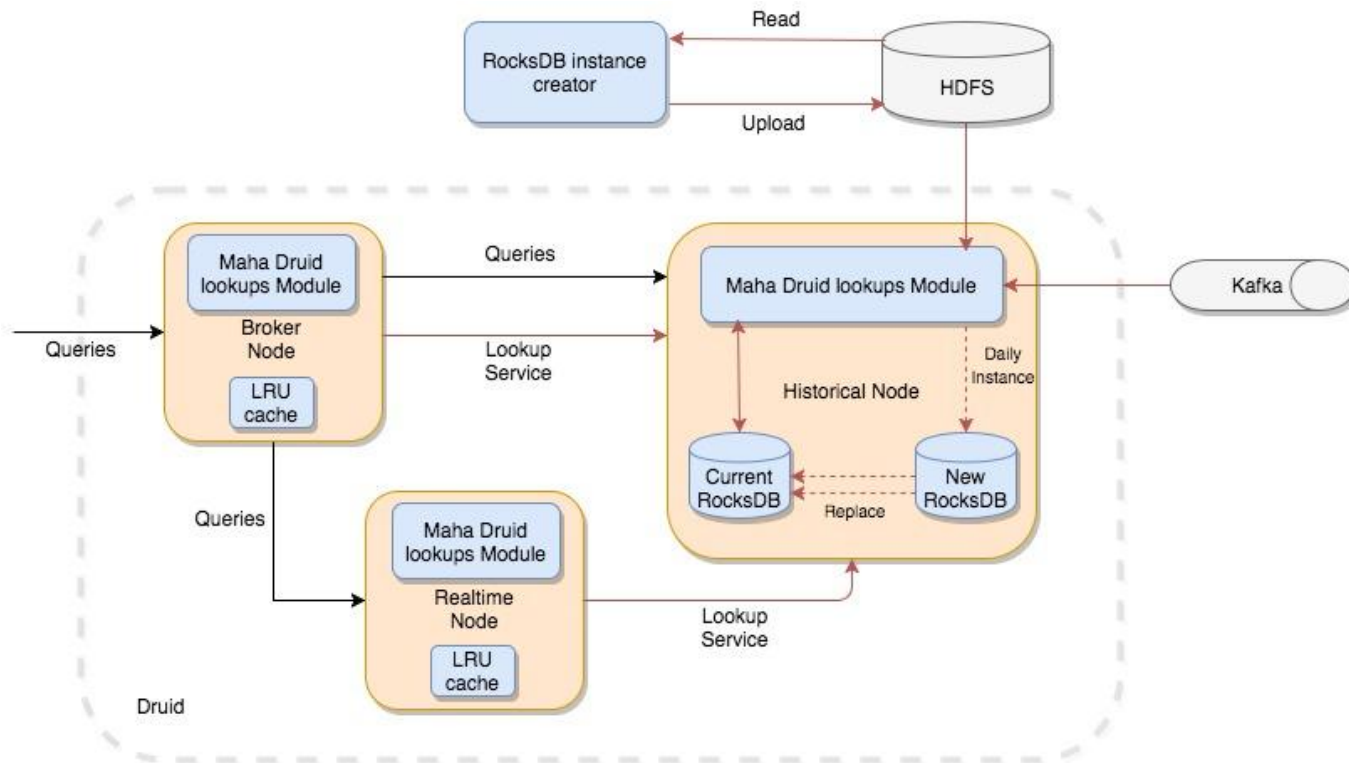 Read
RocksDB instance
creator
HDFS
Upload
Maha Druid
lookups Module
Broker
Node
LRU
cache
Queries
Queries
Lookup
Service
Maha Druid lookups Module
Kafka
Daily
Instance
Historical Node
Current
RocksDB
New
RocksDB
Replace
Queries
Maha Druid
lookups Module
Realtime
Node
LRU
cache
Lookup
Service
Druid